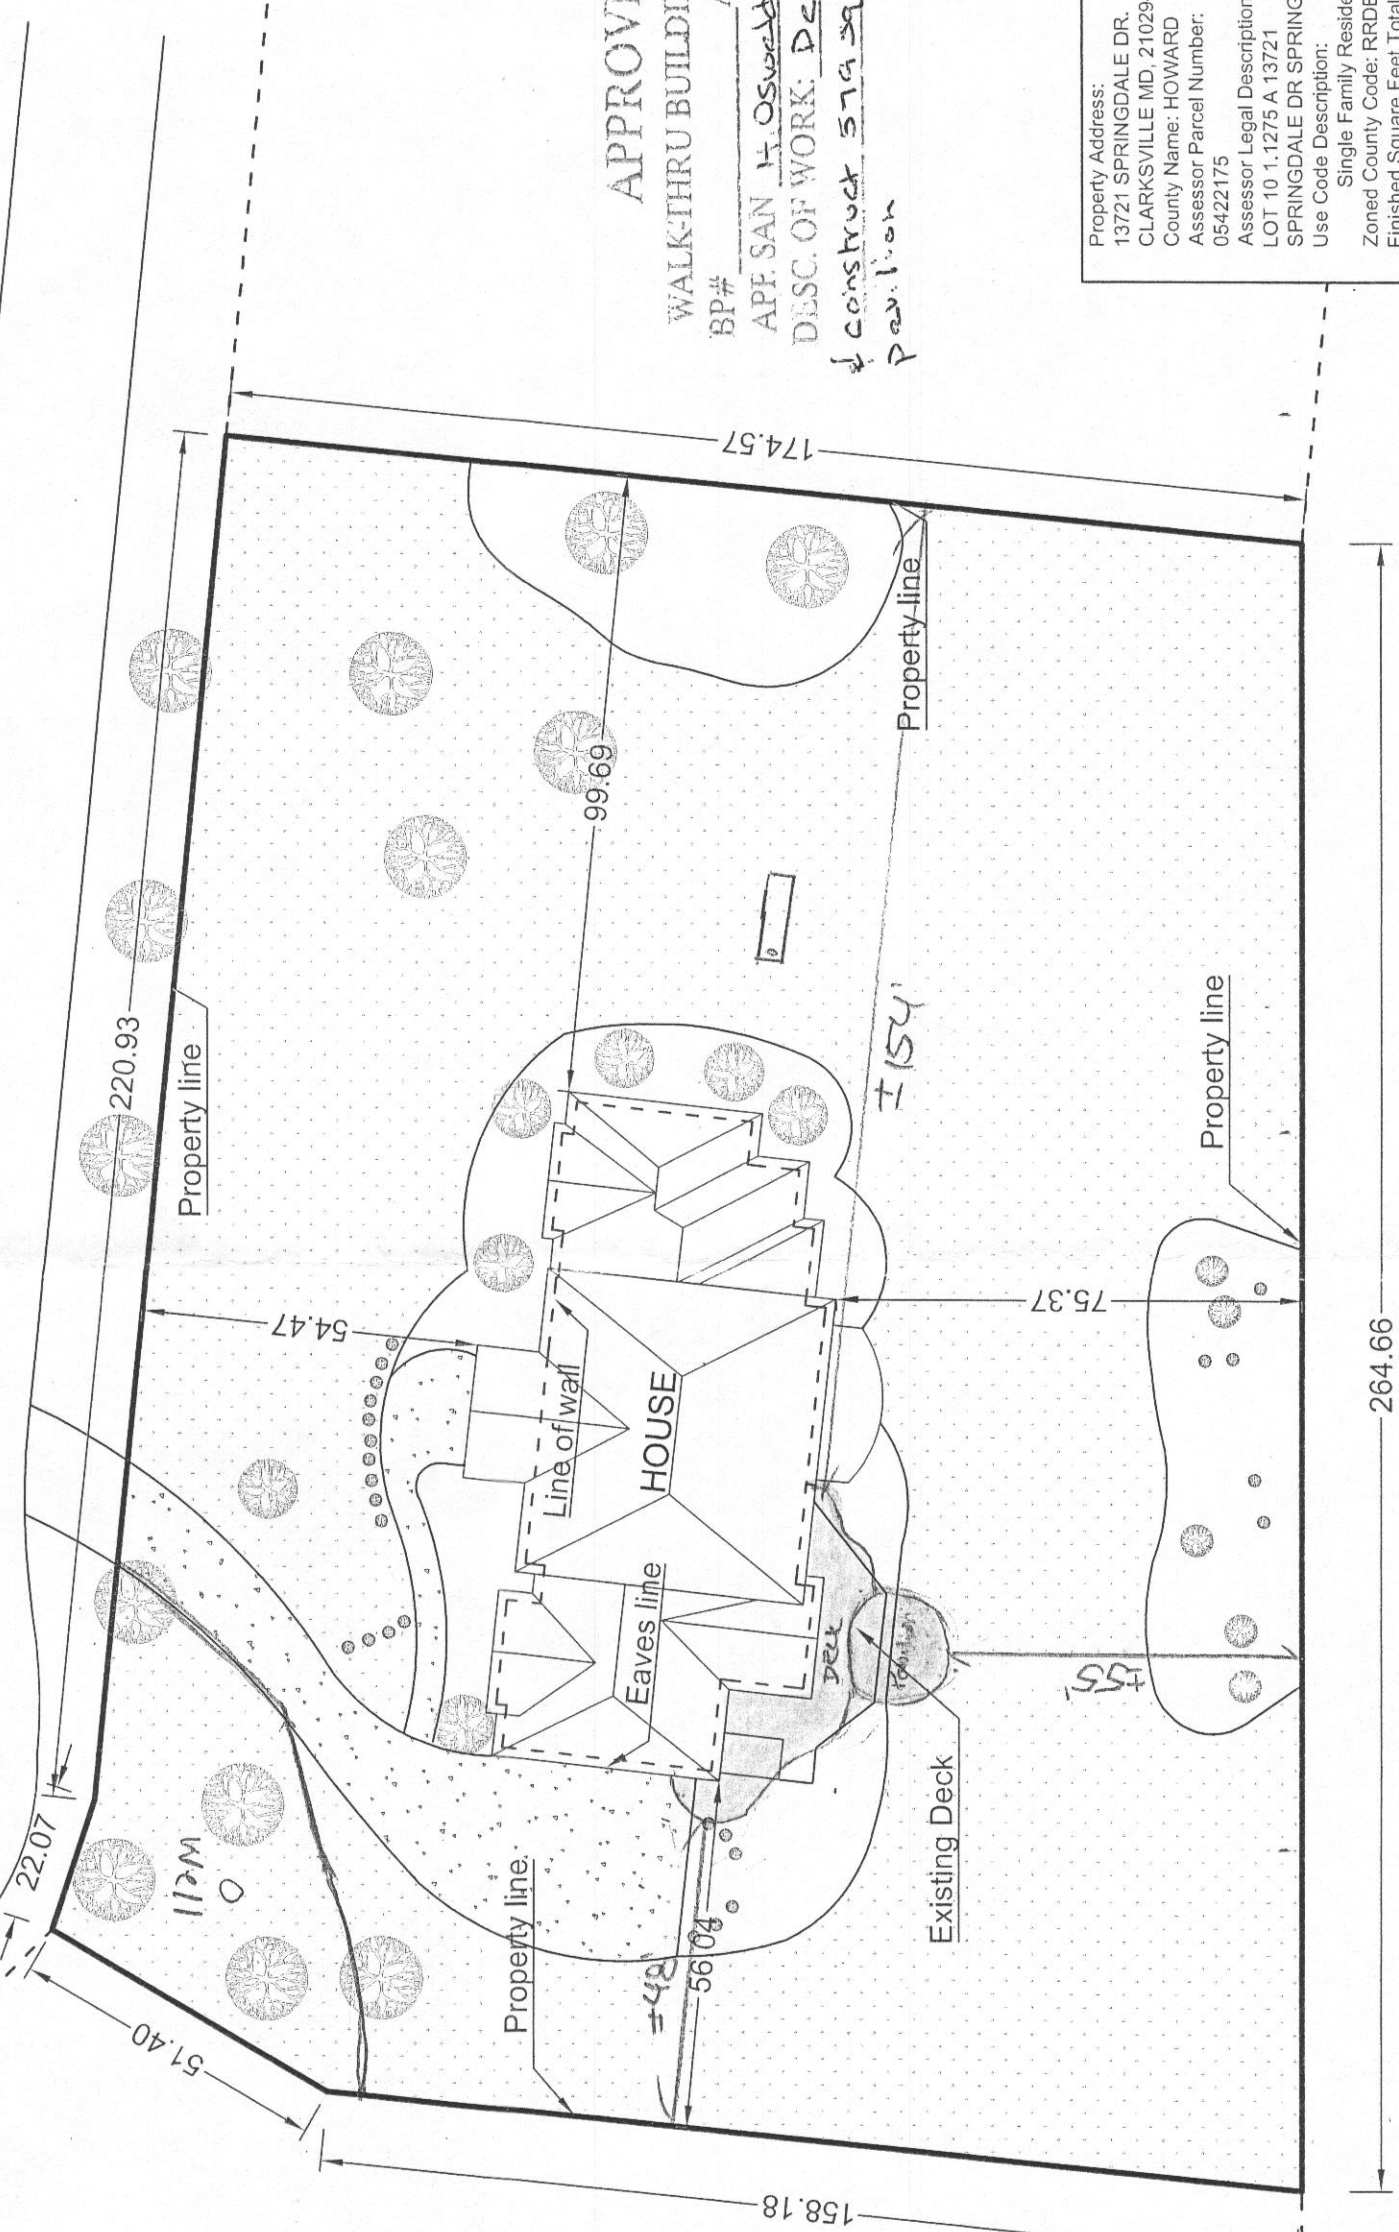 APPROV
WALK-THRU BUILDI
BP#
APP. SAN H. Oswald
DESC. OF WORK: De
& construct 579 sq
pavilion
Property Address:
13721 SPRINGDALE DR.
CLARKSVILLE MD, 21029
County Name: HOWARD
Assessor Parcel Number:
05422175
Assessor Legal Description
LOT 10 1.1275 A 13721
SPRINGDALE DR SPRING
Use Code Description:
Single Family Reside
Zoned County Code: RRDE
Finished Square Feet Total
22.07
220.93
Property line
51.40
Well
54.47
99.69
174.57
Line of wall
HOUSE
Eaves line
Property line
±48'
56.04
Deck
Pavilion
Existing Deck
±154'
Property line
±55'
75.37
Property line
158.18
264.66